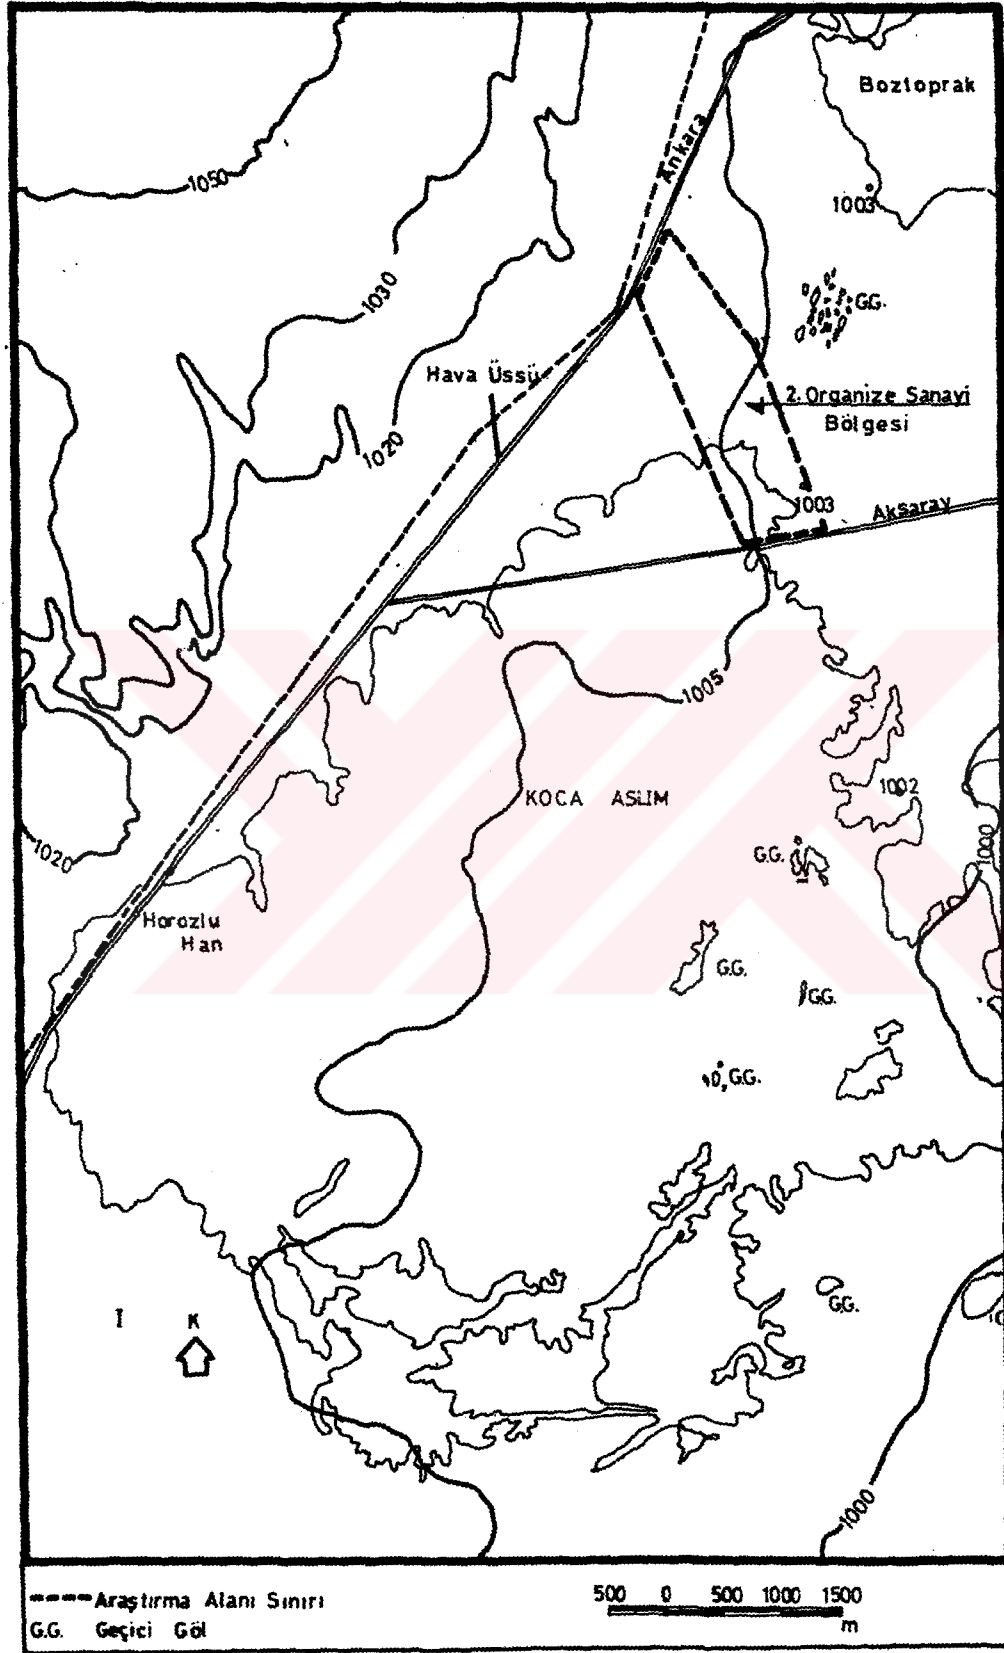 Boztoprak
Ankara
1050
1003
1030
G.G.
Hava Üssü
2. Organize Sanayi
Bölgesi
1020
1003
Aksaray
1005
KOCA ASLIM
1002
1020
G.G.
1000
Horozlu
Han
G.G.
G.G.
G.G.
G.G.
K
1000
Araştırma Alanı Sınırı
G.G. Geçici Göl
500 0 500 1000 1500
m